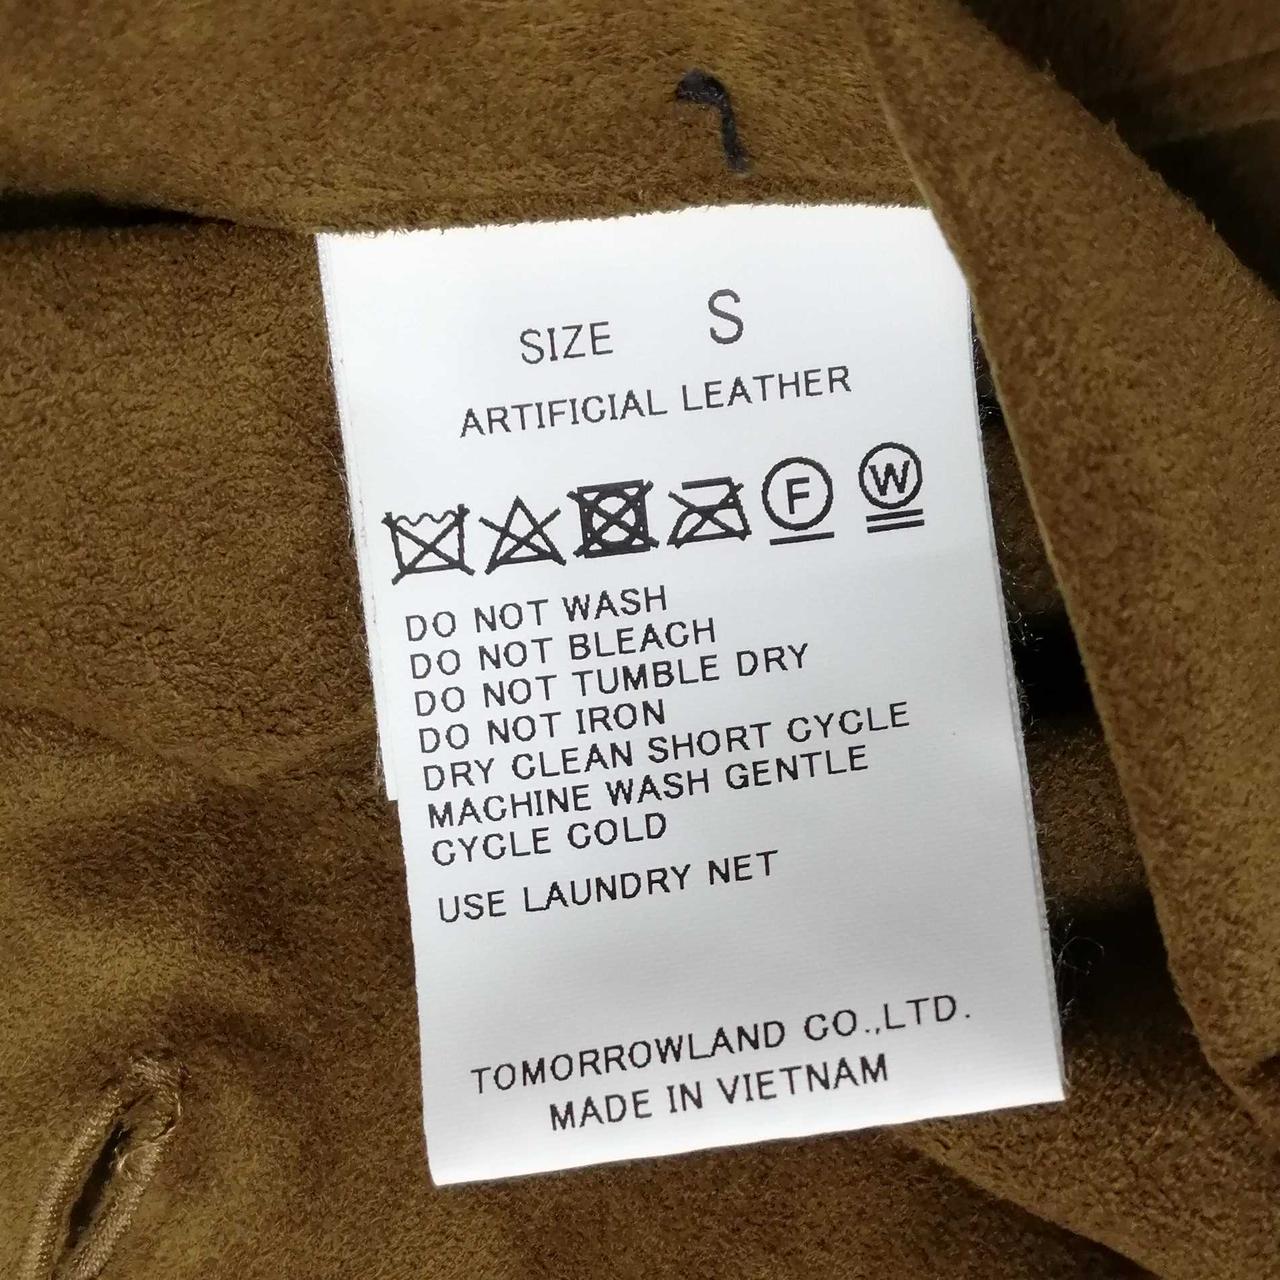 SIZE S
ARTIFICIAL LEATHER
F W
DO NOT WASH
DO NOT BLEACH
DO NOT TUMBLE DRY
DO NOT IRON
DRY CLEAN SHORT CYCLE
MACHINE WASH GENTLE
CYCLE COLD
USE LAUNDRY NET
TOMORROWLAND CO.,LTD.
MADE IN VIETNAM